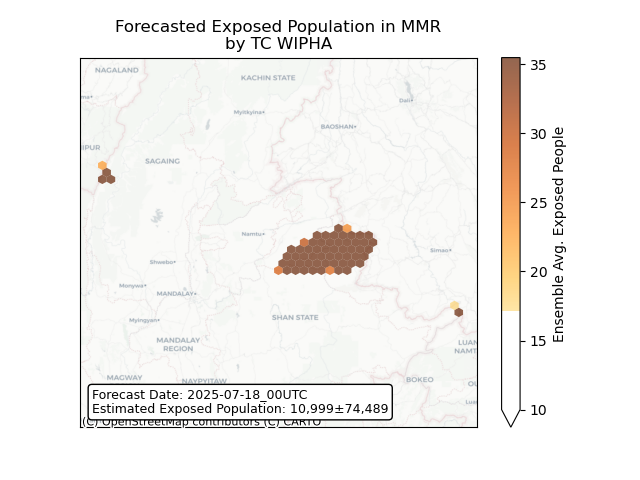 Forecasted Exposed Population in MMR
by TC WIPHA
NAGALAND
KACHIN STATE
Dali
Myitkyina
BAOSHAN
IPUR
SAGAING
Namtu
Simao
Shwebo
Monywa
MANDALAY
Myingyan
SHAN STATE
MANDALAY
REGION
LUAN
NAMT
MAGWAY
NAYPYITAW
BOKEO
OU
Forecast Date: 2025-07-18_00UTC
Estimated Exposed Population: 10,999±74,489
(C) OpenStreetMap contributors (C) CARTO
35
30
25
20
15
10
Ensemble Avg. Exposed People